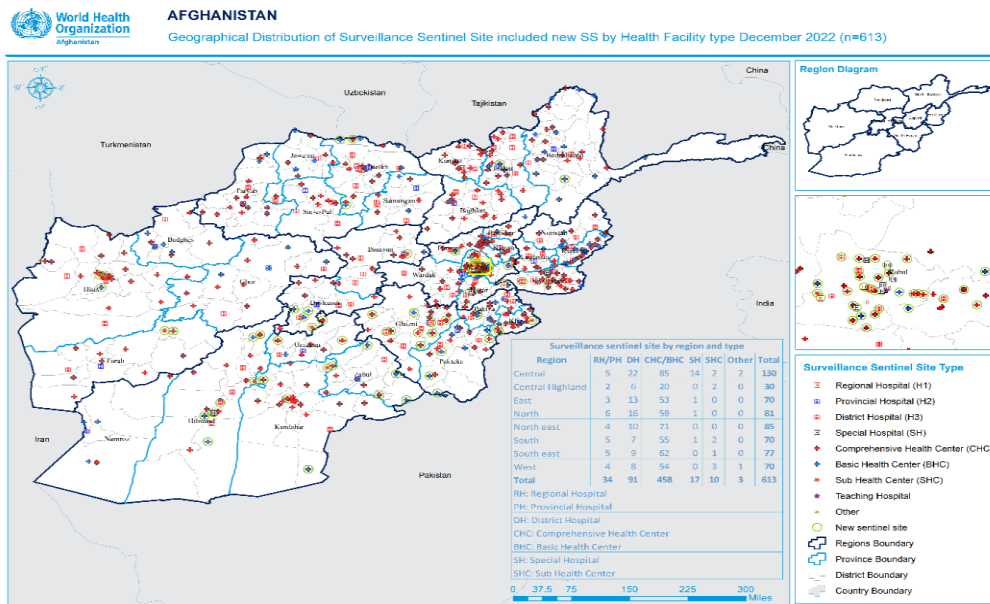 World Health
Organization
Afghanistan
AFGHANISTAN
Geographical Distribution of Surveillance Sentinel Site included new SS by Health Facility type December 2022 (n=613)
China
Uzbekistan
Tajikistan
Turkmenistan
China
Jawzjan
Balkh
Kunduz
Takhar
Badakhshan
Faryab
Sar-e-Pul
Samangan
Baghlan
Badghes
Bamyan
Nuristan
Wardak
Hirat
Ghor
India
Ghazni
Uruzgan
Farah
Zabul
Paktika
Hilmand
Kandahar
Nimroz
Iran
Pakistan
Surveillance sentinel site by region and type
Region RH/PH DH CHC/BHC SH SHC Other Total
Central 5 22 85 14 2 2 130
Central Highland 2 6 20 0 2 0 30
East 3 13 53 1 0 0 70
North 6 16 58 1 0 0 81
North east 4 10 71 0 0 0 85
South 5 7 55 1 2 0 70
South east 5 9 62 0 1 0 77
West 4 8 54 0 3 1 70
Total 34 91 458 17 10 3 613
RH: Regional Hospital
PH: Provincial Hospital
DH: District Hospital
CHC: Comprehensive Health Center
BHC: Basic Health Center
SH: Special Hospital
SHC: Sub Health Center
0 37.5 75 150 225 300
Miles
Region Diagram
Kabul
Surveillance Sentinel Site Type
Regional Hospital (H1)
Provincial Hospital (H2)
District Hospital (H3)
Special Hospital (SH)
Comprehensive Health Center (CHC
Basic Health Center (BHC)
Sub Health Center (SHC)
Teaching Hospital
Other
New sentinel site
Regions Boundary
Province Boundary
District Boundary
Country Boundary